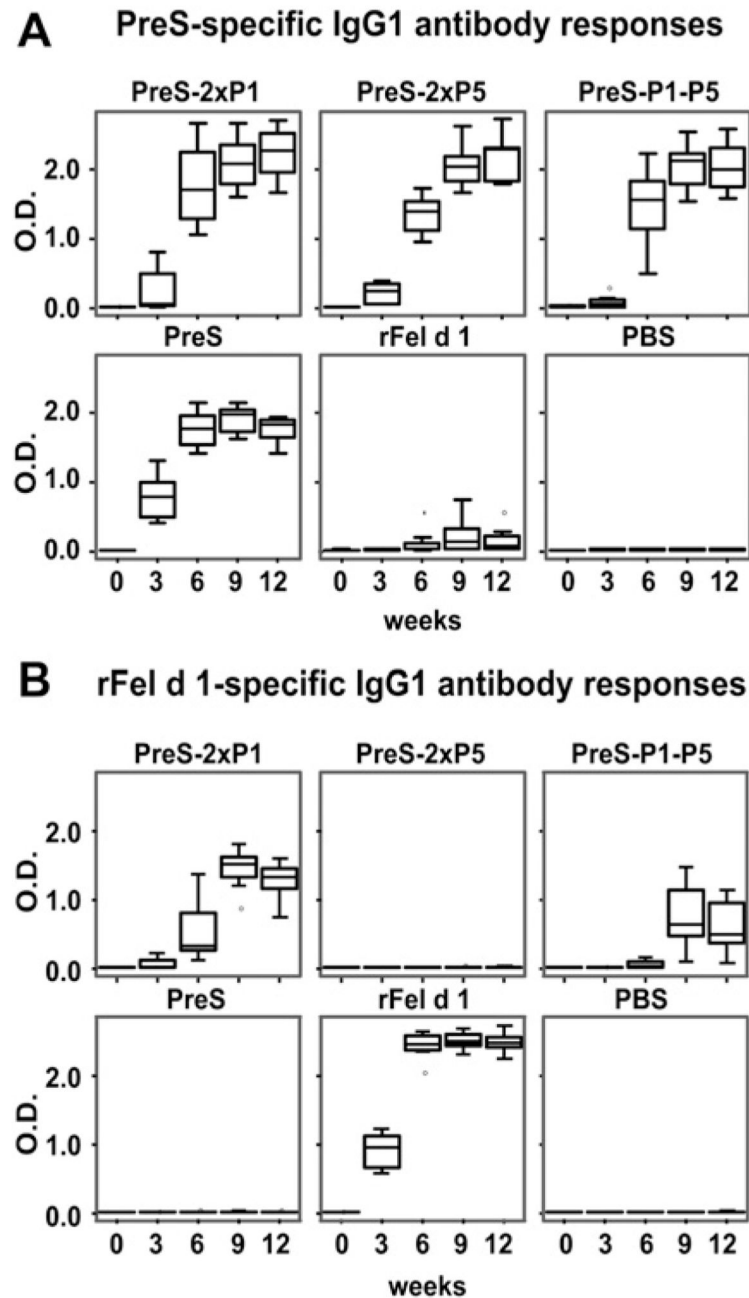 A PreS-specific IgG1 antibody responses
PreS-2xP1 PreS-2xP5 PreS-P1-P5
O.D.
2.0
1.0
0.0
PreS rFel d 1 PBS
O.D.
2.0
1.0
0.0
0 3 6 9 12 0 3 6 9 12 0 3 6 9 12
weeks
B rFel d 1-specific IgG1 antibody responses
PreS-2xP1 PreS-2xP5 PreS-P1-P5
O.D.
2.0
1.0
0.0
PreS rFel d 1 PBS
O.D.
2.0
1.0
0.0
0 3 6 9 12 0 3 6 9 12 0 3 6 9 12
weeks